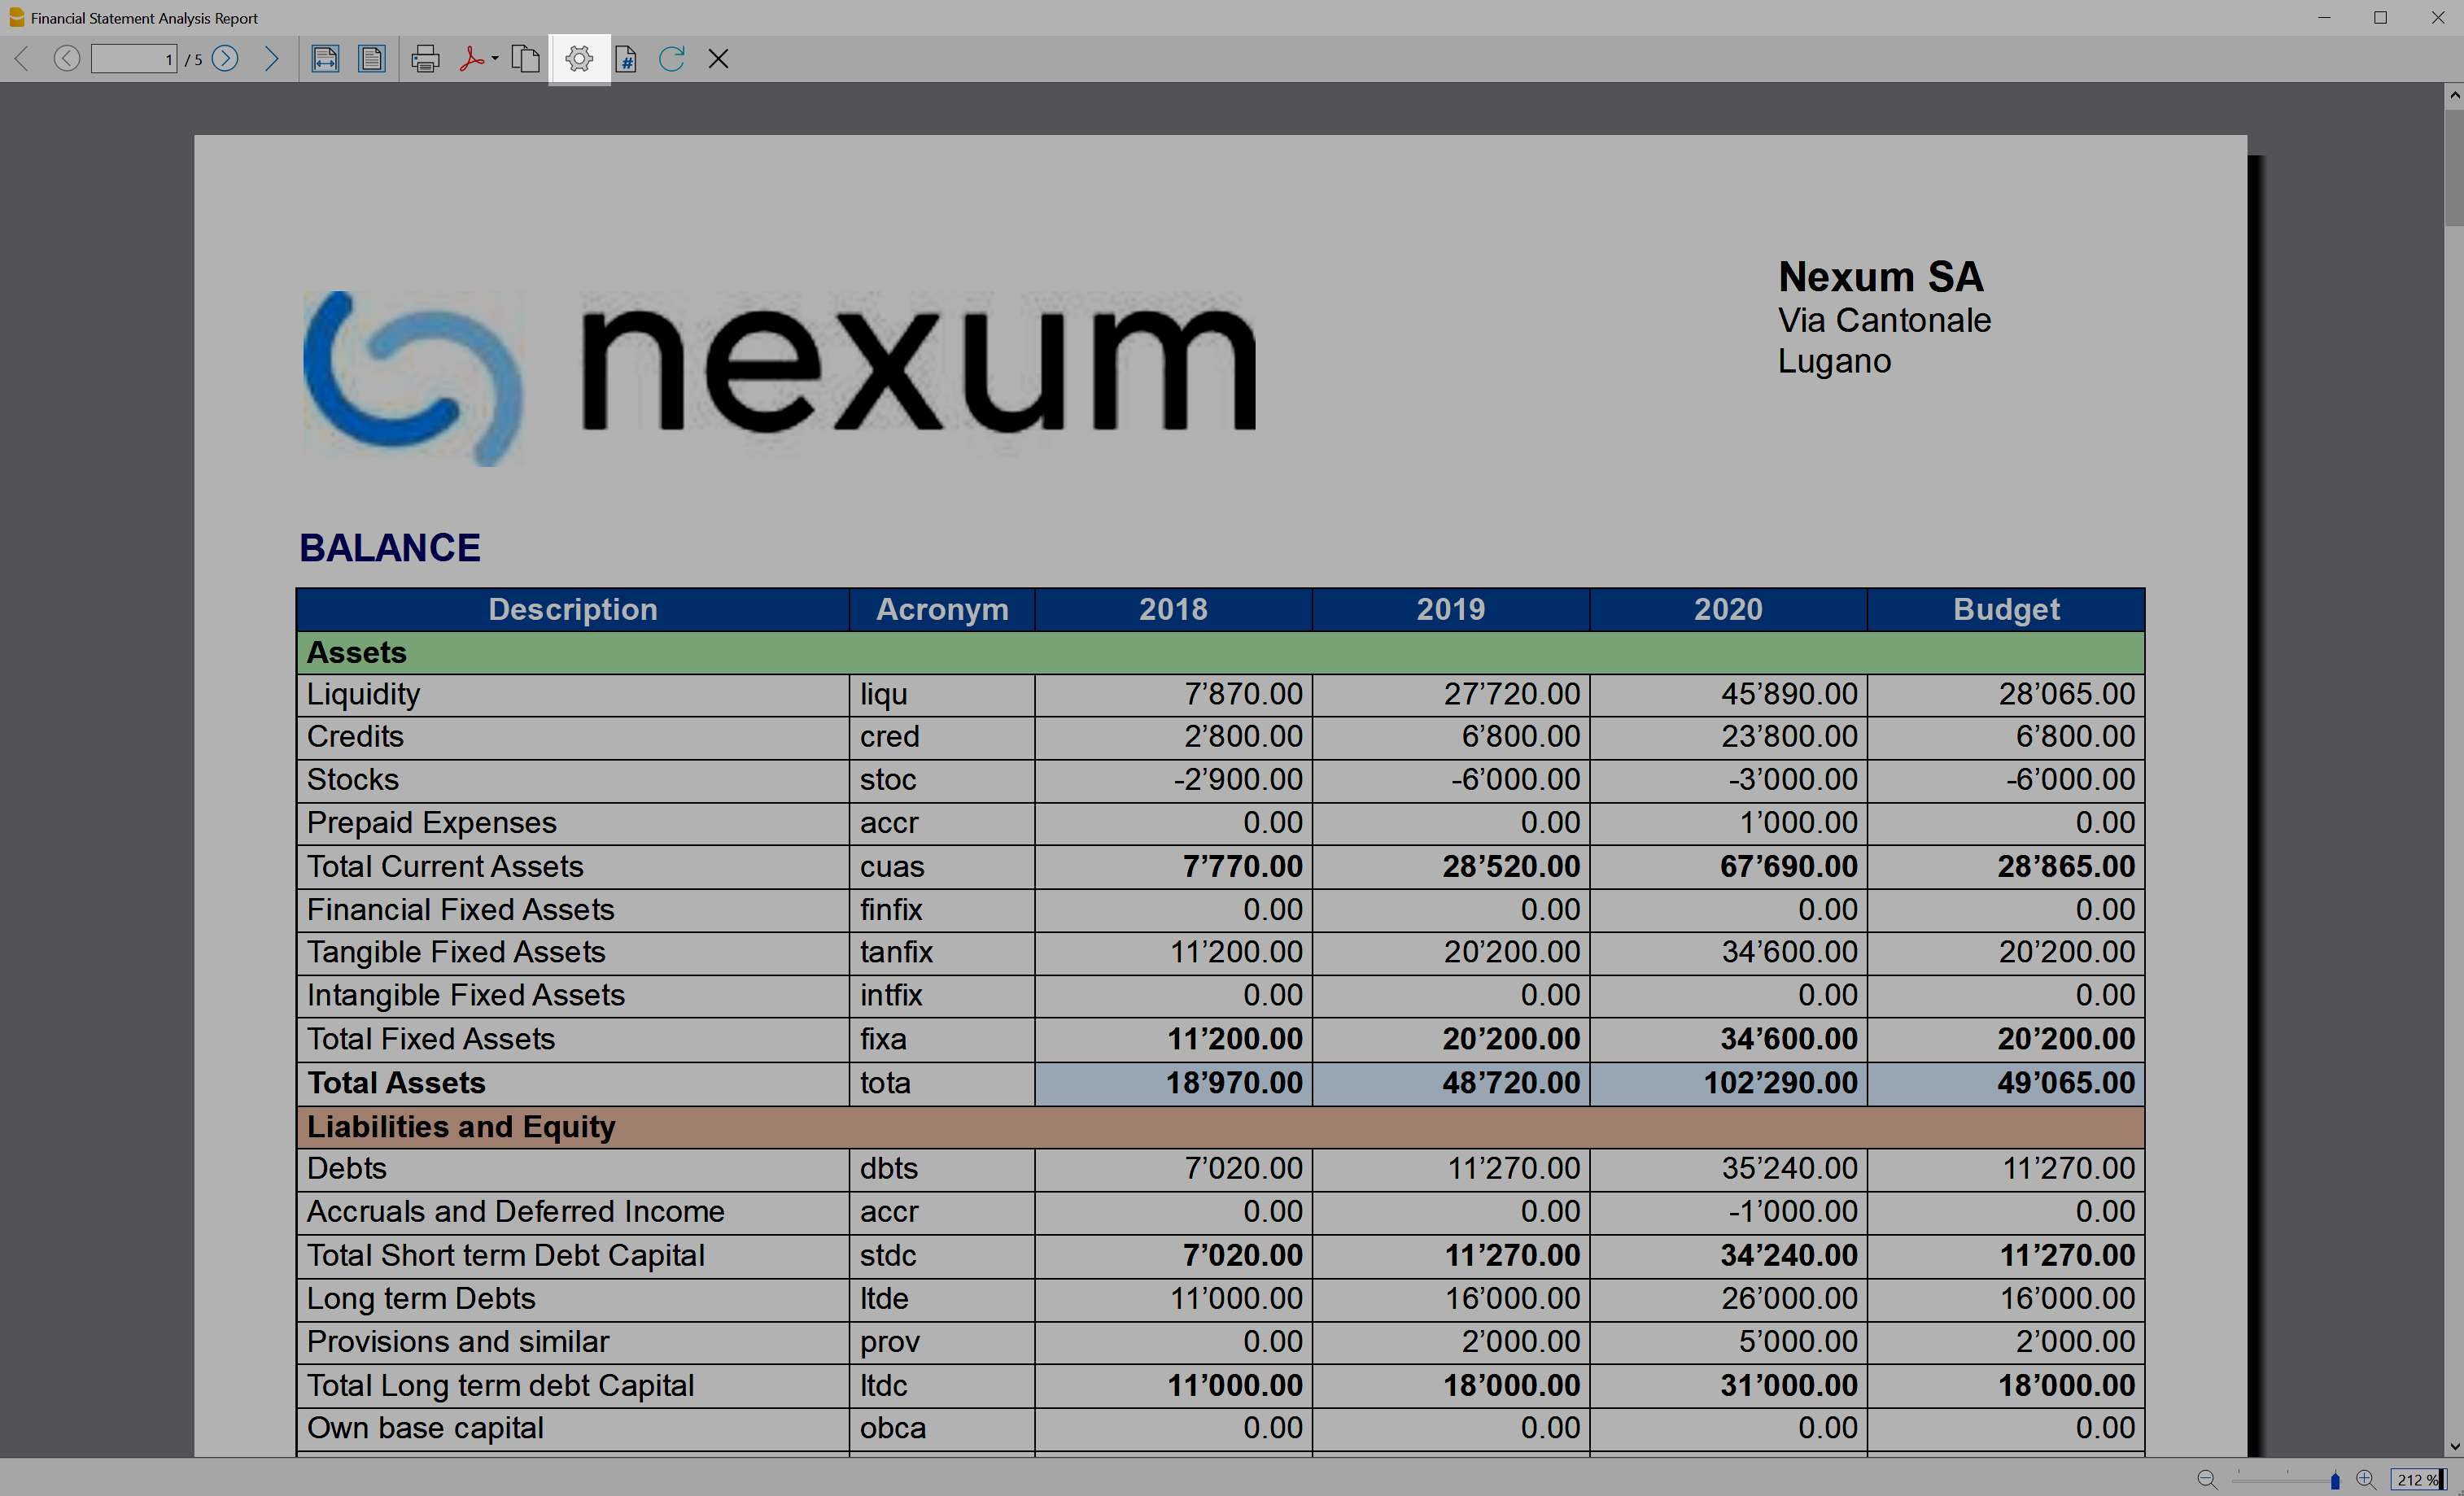 Financial Statement Analysis Report
1 / 5
#
nexum
Nexum SA
Via Cantonale
Lugano
BALANCE
Description Acronym 2018 2019 2020 Budget
Assets
Liquidity liqu 7’870.00 27’720.00 45’890.00 28’065.00
Credits cred 2’800.00 6’800.00 23’800.00 6’800.00
Stocks stoc -2’900.00 -6’000.00 -3’000.00 -6’000.00
Prepaid Expenses accr 0.00 0.00 1’000.00 0.00
Total Current Assets cuas 7’770.00 28’520.00 67’690.00 28’865.00
Financial Fixed Assets finfix 0.00 0.00 0.00 0.00
Tangible Fixed Assets tanfix 11’200.00 20’200.00 34’600.00 20’200.00
Intangible Fixed Assets intfix 0.00 0.00 0.00 0.00
Total Fixed Assets fixa 11’200.00 20’200.00 34’600.00 20’200.00
Total Assets tota 18’970.00 48’720.00 102’290.00 49’065.00
Liabilities and Equity
Debts dbts 7’020.00 11’270.00 35’240.00 11’270.00
Accruals and Deferred Income accr 0.00 0.00 -1’000.00 0.00
Total Short term Debt Capital stdc 7’020.00 11’270.00 34’240.00 11’270.00
Long term Debts ltde 11’000.00 16’000.00 26’000.00 16’000.00
Provisions and similar prov 0.00 2’000.00 5’000.00 2’000.00
Total Long term debt Capital ltdc 11’000.00 18’000.00 31’000.00 18’000.00
Own base capital obca 0.00 0.00 0.00 0.00
212 %